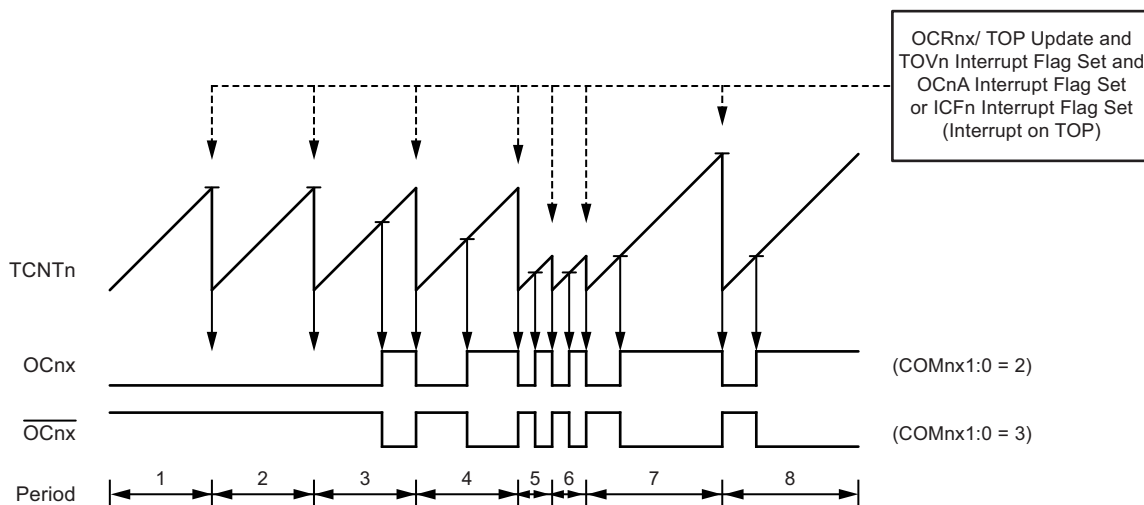 OCRnx/ TOP Update and
TOVn Interrupt Flag Set and
OCnA Interrupt Flag Set
or ICFn Interrupt Flag Set
(Interrupt on TOP)
TCNTn
OCnx (COMnx1:0 = 2)
OCnx (COMnx1:0 = 3)
Period 1 2 3 4 5 6 7 8